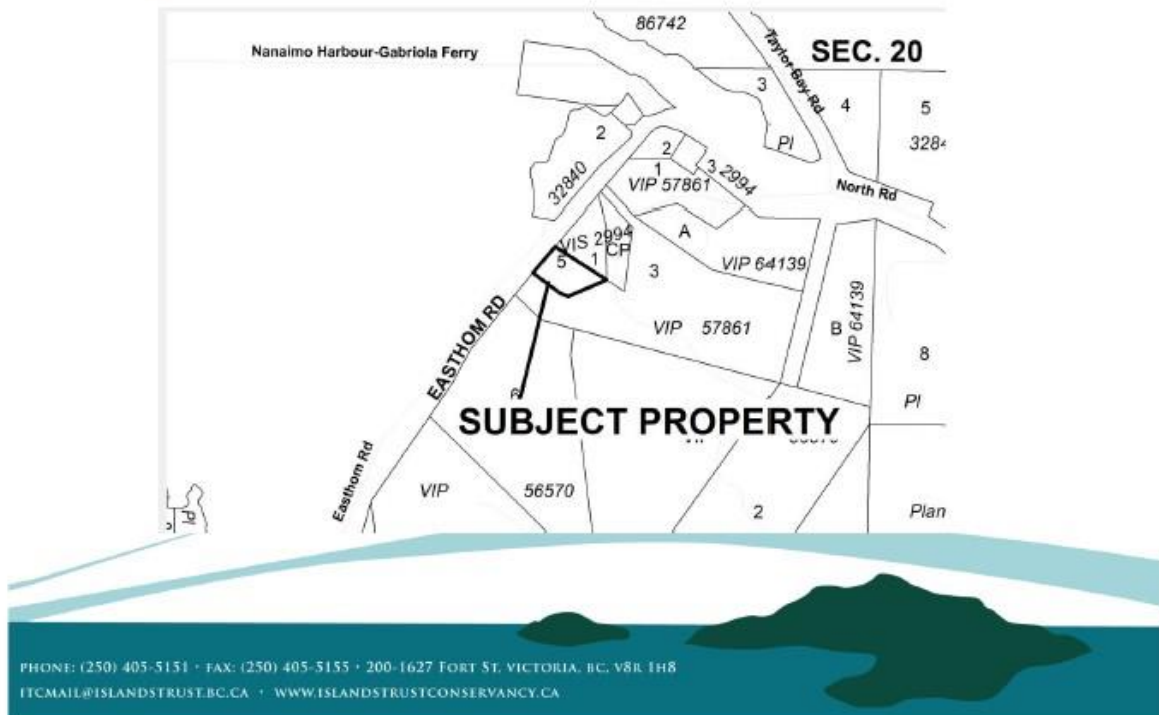 86742
Nanaimo Harbour-Gabriola Ferry
Taylor Bay Rd
SEC. 20
3
4
5
2
Pl
3284
2
1
3
2994
32840
VIP 57861
North Rd
VIS 2994
CP
A
5
1
3
VIP 64139
EASTHOM RD
VIP 57861
B
VIP 64139
8
Pl
SUBJECT PROPERTY
Easthom Rd
VIP
56570
2
Plan
Pl
PHONE: (250) 405-5151 · FAX: (250) 405-5155 · 200-1627 FORT ST, VICTORIA, BC, V8R 1H8
ITCMAIL@ISLANDSTRUST.BC.CA · WWW.ISLANDSTRUSTCONSERVANCY.CA